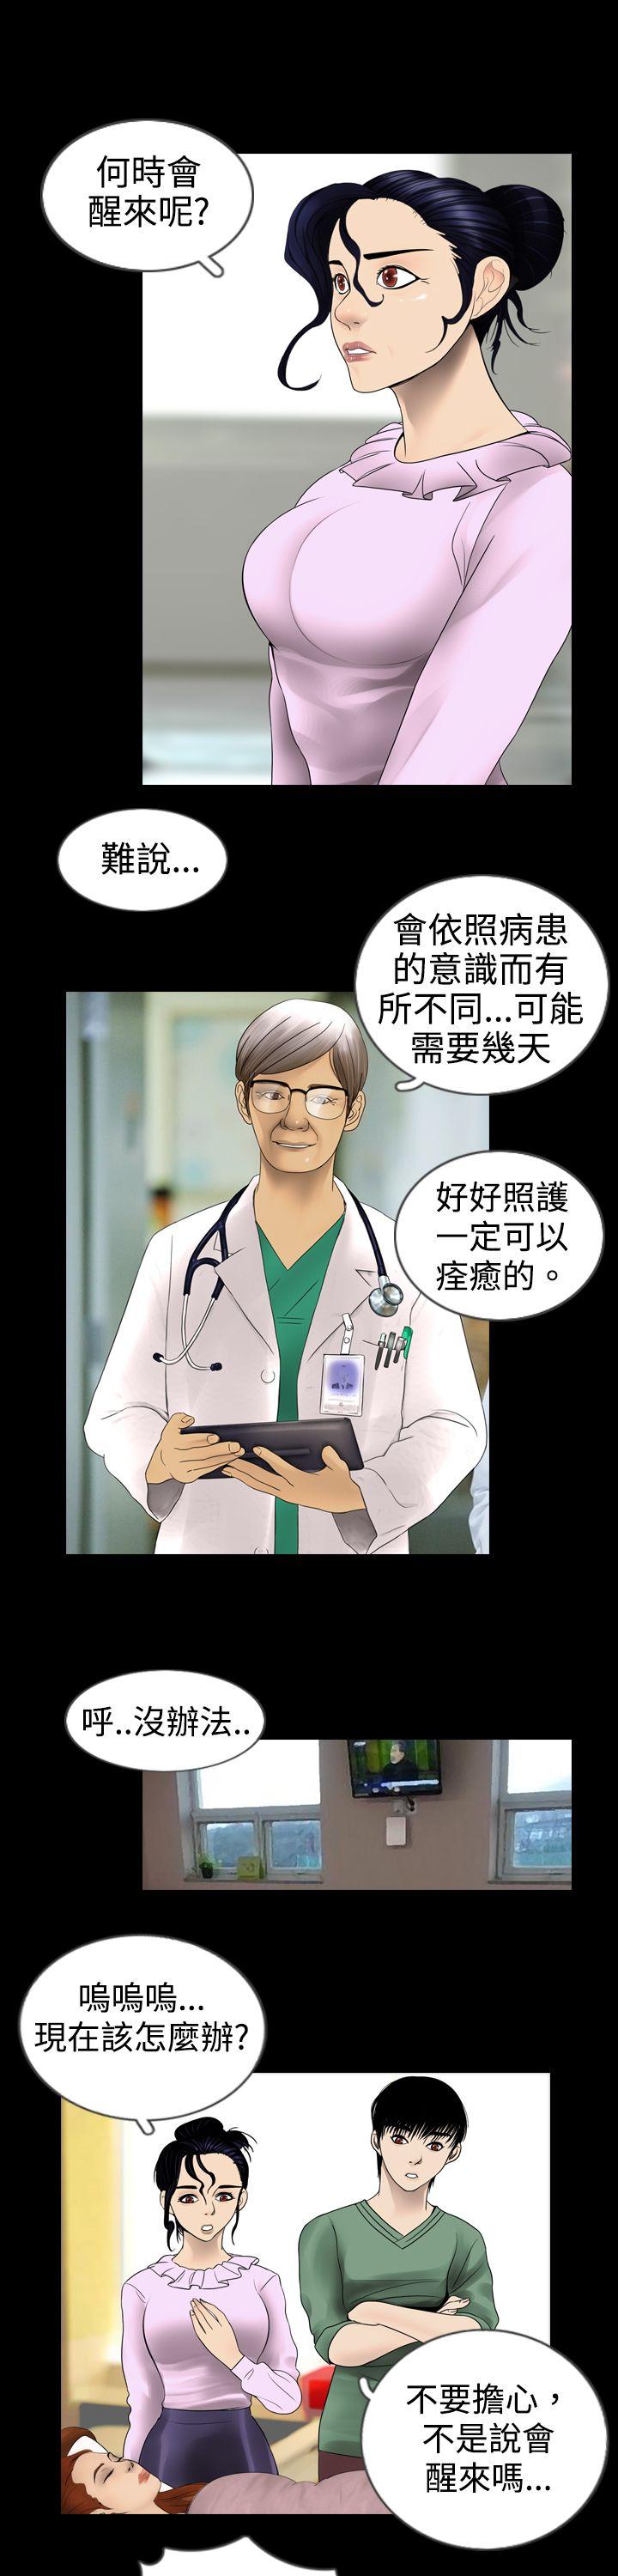 何時會
醒來呢?
難說...
會依照病患
的意識而有
所不同...可能
需要幾天
好好照護
一定可以
痊癒的。
呼..沒辦法..
嗚嗚嗚...
現在該怎麼辦?
不要擔心，
不是說會
醒來嗎...